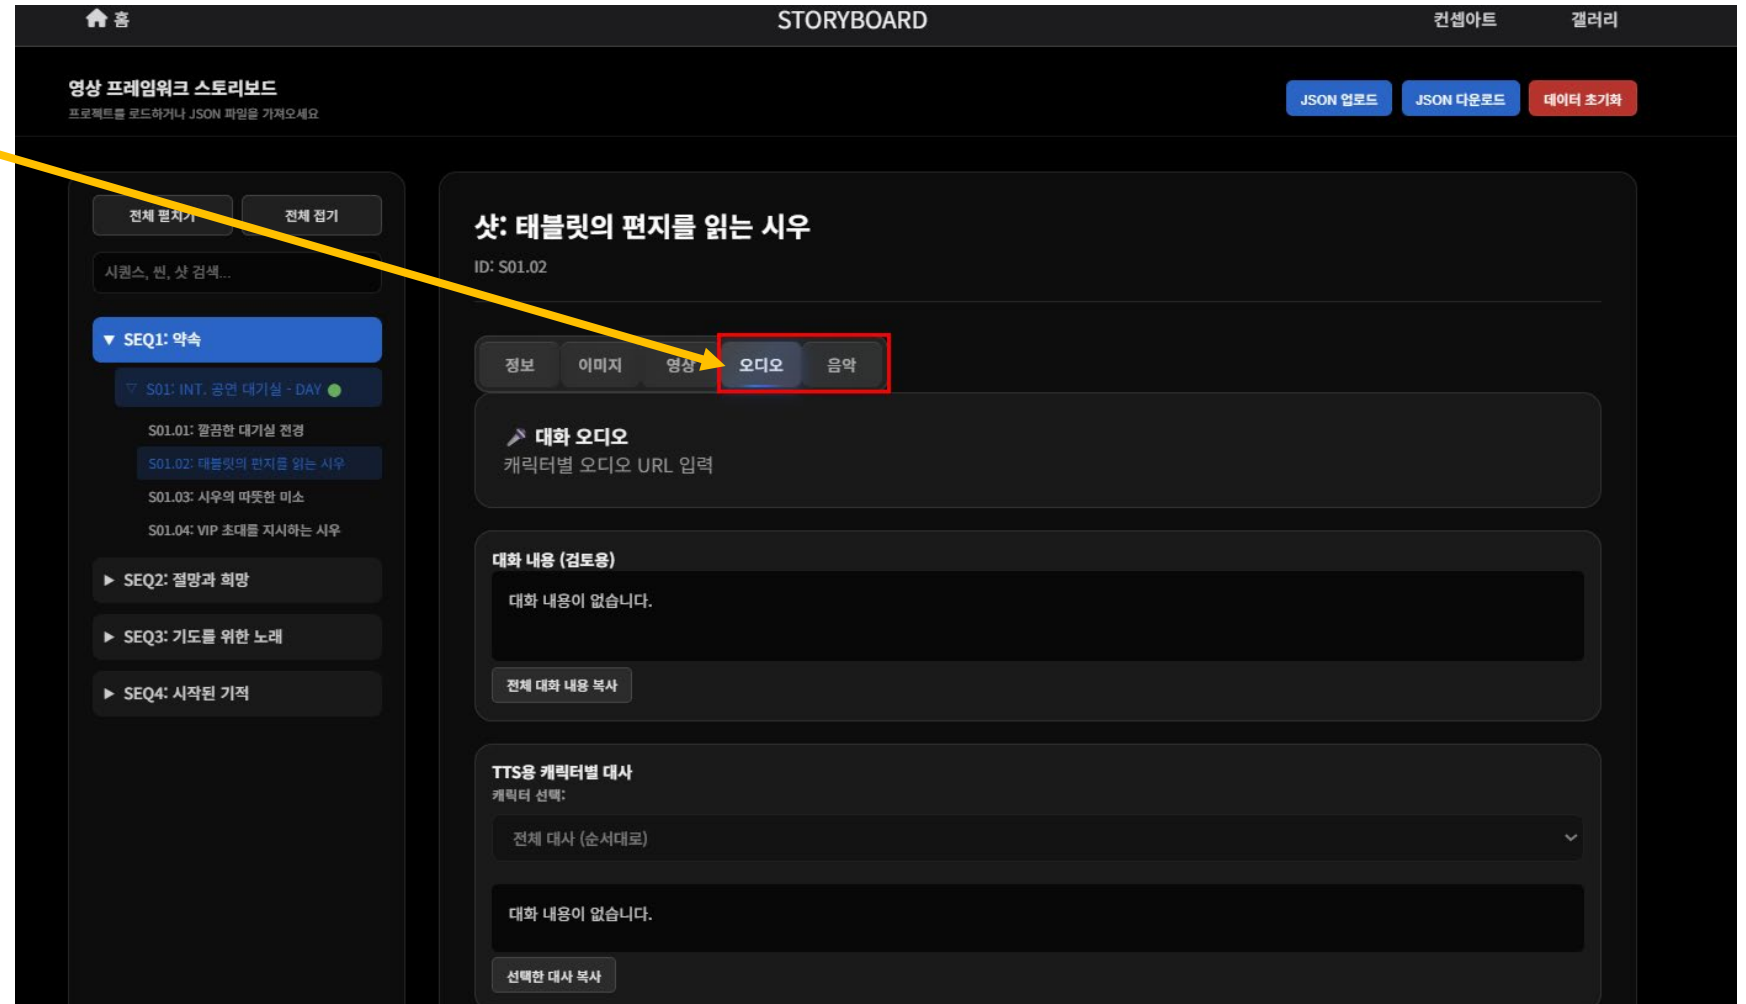 홈
STORYBOARD
컨셉아트
갤러리
영상 프레임워크 스토리보드
프로젝트를 로드하거나 JSON 파일을 가져오세요
JSON 업로드
JSON 다운로드
데이터 초기화
전체 펼치기
전체 접기
시퀀스, 씬, 샷 검색...
▼ SEQ1: 약속
▽ S01: INT. 공연 대기실 - DAY
S01.01: 깔끔한 대기실 전경
S01.02: 태블릿의 편지를 읽는 시우
S01.03: 시우의 따뜻한 미소
S01.04: VIP 초대를 지시하는 시우
▶ SEQ2: 절망과 희망
▶ SEQ3: 기도를 위한 노래
▶ SEQ4: 시작된 기적
샷: 태블릿의 편지를 읽는 시우
ID: S01.02
정보
이미지
영상
오디오
음악
대화 오디오
캐릭터별 오디오 URL 입력
대화 내용 (검토용)
대화 내용이 없습니다.
전체 대화 내용 복사
TTS용 캐릭터별 대사
캐릭터 선택:
전체 대사 (순서대로)
대화 내용이 없습니다.
선택한 대사 복사